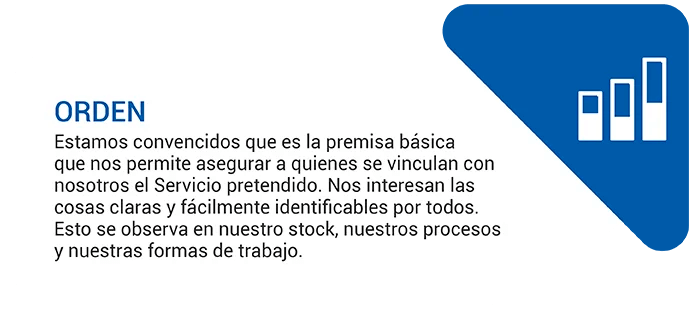 ORDEN
Estamos convencidos que es la premisa básica
que nos permite asegurar a quienes se vinculan con
nosotros el Servicio pretendido. Nos interesan las
cosas claras y fácilmente identificables por todos.
Esto se observa en nuestro stock, nuestros procesos
y nuestras formas de trabajo.